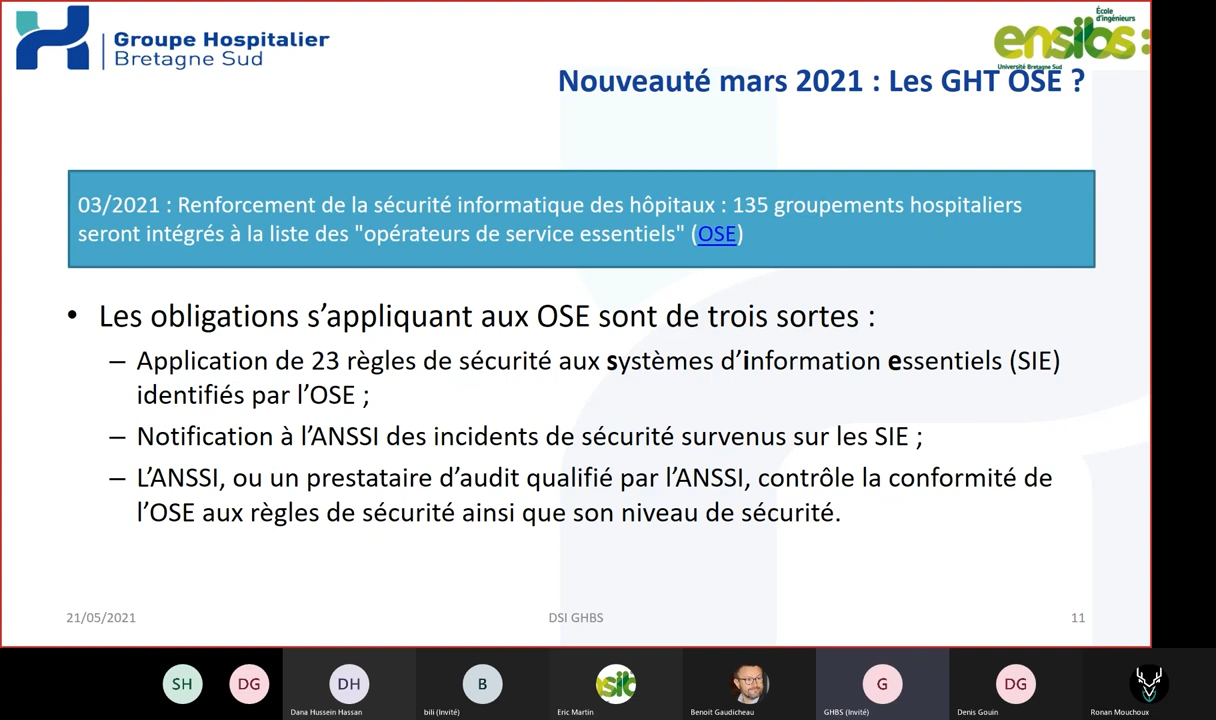 Groupe Hospitalier
Bretagne Sud
École
d'ingénieurs
ensibs:
Université Bretagne Sud
Nouveauté mars 2021 : Les GHT OSE ?
03/2021 : Renforcement de la sécurité informatique des hôpitaux : 135 groupements hospitaliers
seront intégrés à la liste des "opérateurs de service essentiels" (OSE)
• Les obligations s’appliquant aux OSE sont de trois sortes :
– Application de 23 règles de sécurité aux systèmes d’information essentiels (SIE)
identifiés par l’OSE ;
– Notification à l’ANSSI des incidents de sécurité survenus sur les SIE ;
– L’ANSSI, ou un prestataire d’audit qualifié par l’ANSSI, contrôle la conformité de
l’OSE aux règles de sécurité ainsi que son niveau de sécurité.
21/05/2021
DSI GHBS
11
SH
DG
DH
B
sib
G
DG
Dana Hussein Hassan
bili (Invité)
Eric Martin
Benoit Gaudicheau
GHBS (Invité)
Denis Gouin
Ronan Mouchoux